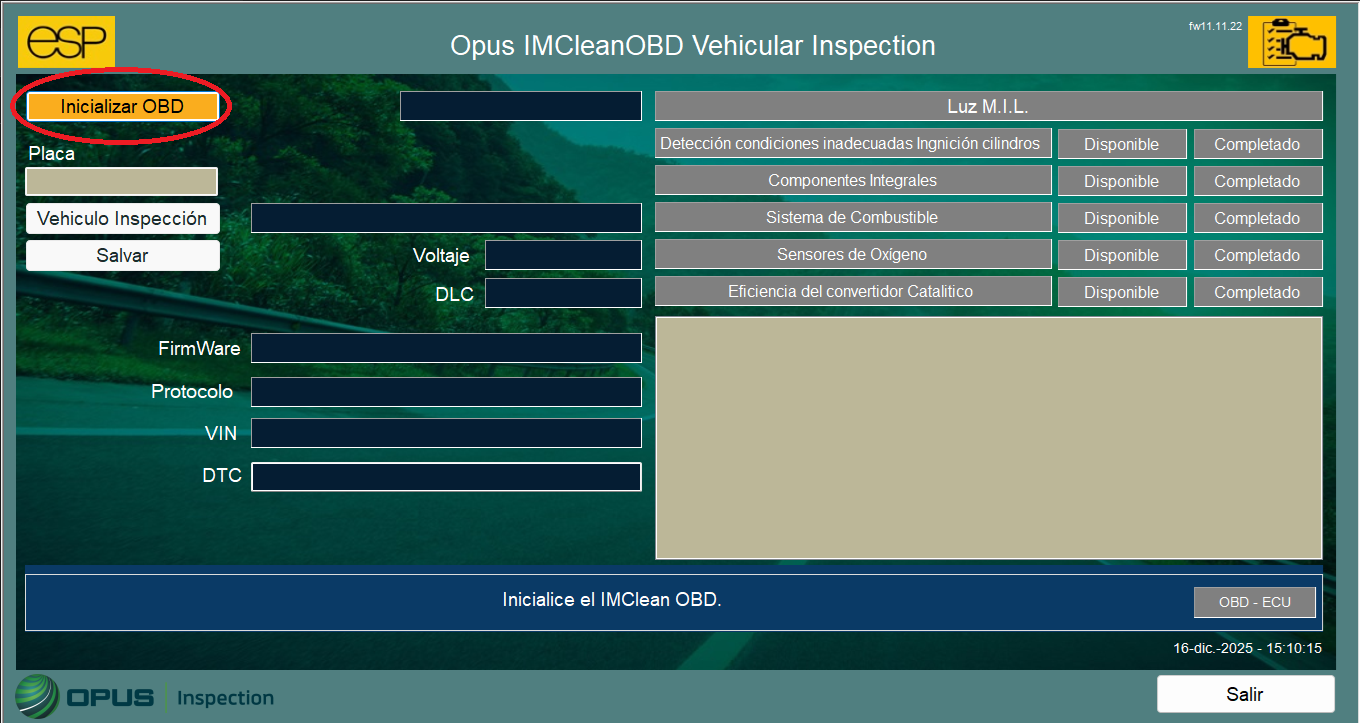 esp
Opus IMCleanOBD Vehicular Inspection
fw11.11.22
Inicializar OBD
Placa
Vehiculo Inspección
Salvar
Voltaje
DLC
FirmWare
Protocolo
VIN
DTC
Luz M.I.L.
Detección condiciones inadecuadas Ingnición cilindros Disponible Completado
Componentes Integrales Disponible Completado
Sistema de Combustible Disponible Completado
Sensores de Oxígeno Disponible Completado
Eficiencia del convertidor Catalitico Disponible Completado
Inicialice el IMClean OBD.
OBD - ECU
16-dic.-2025 - 15:10:15
OPUS Inspection
Salir